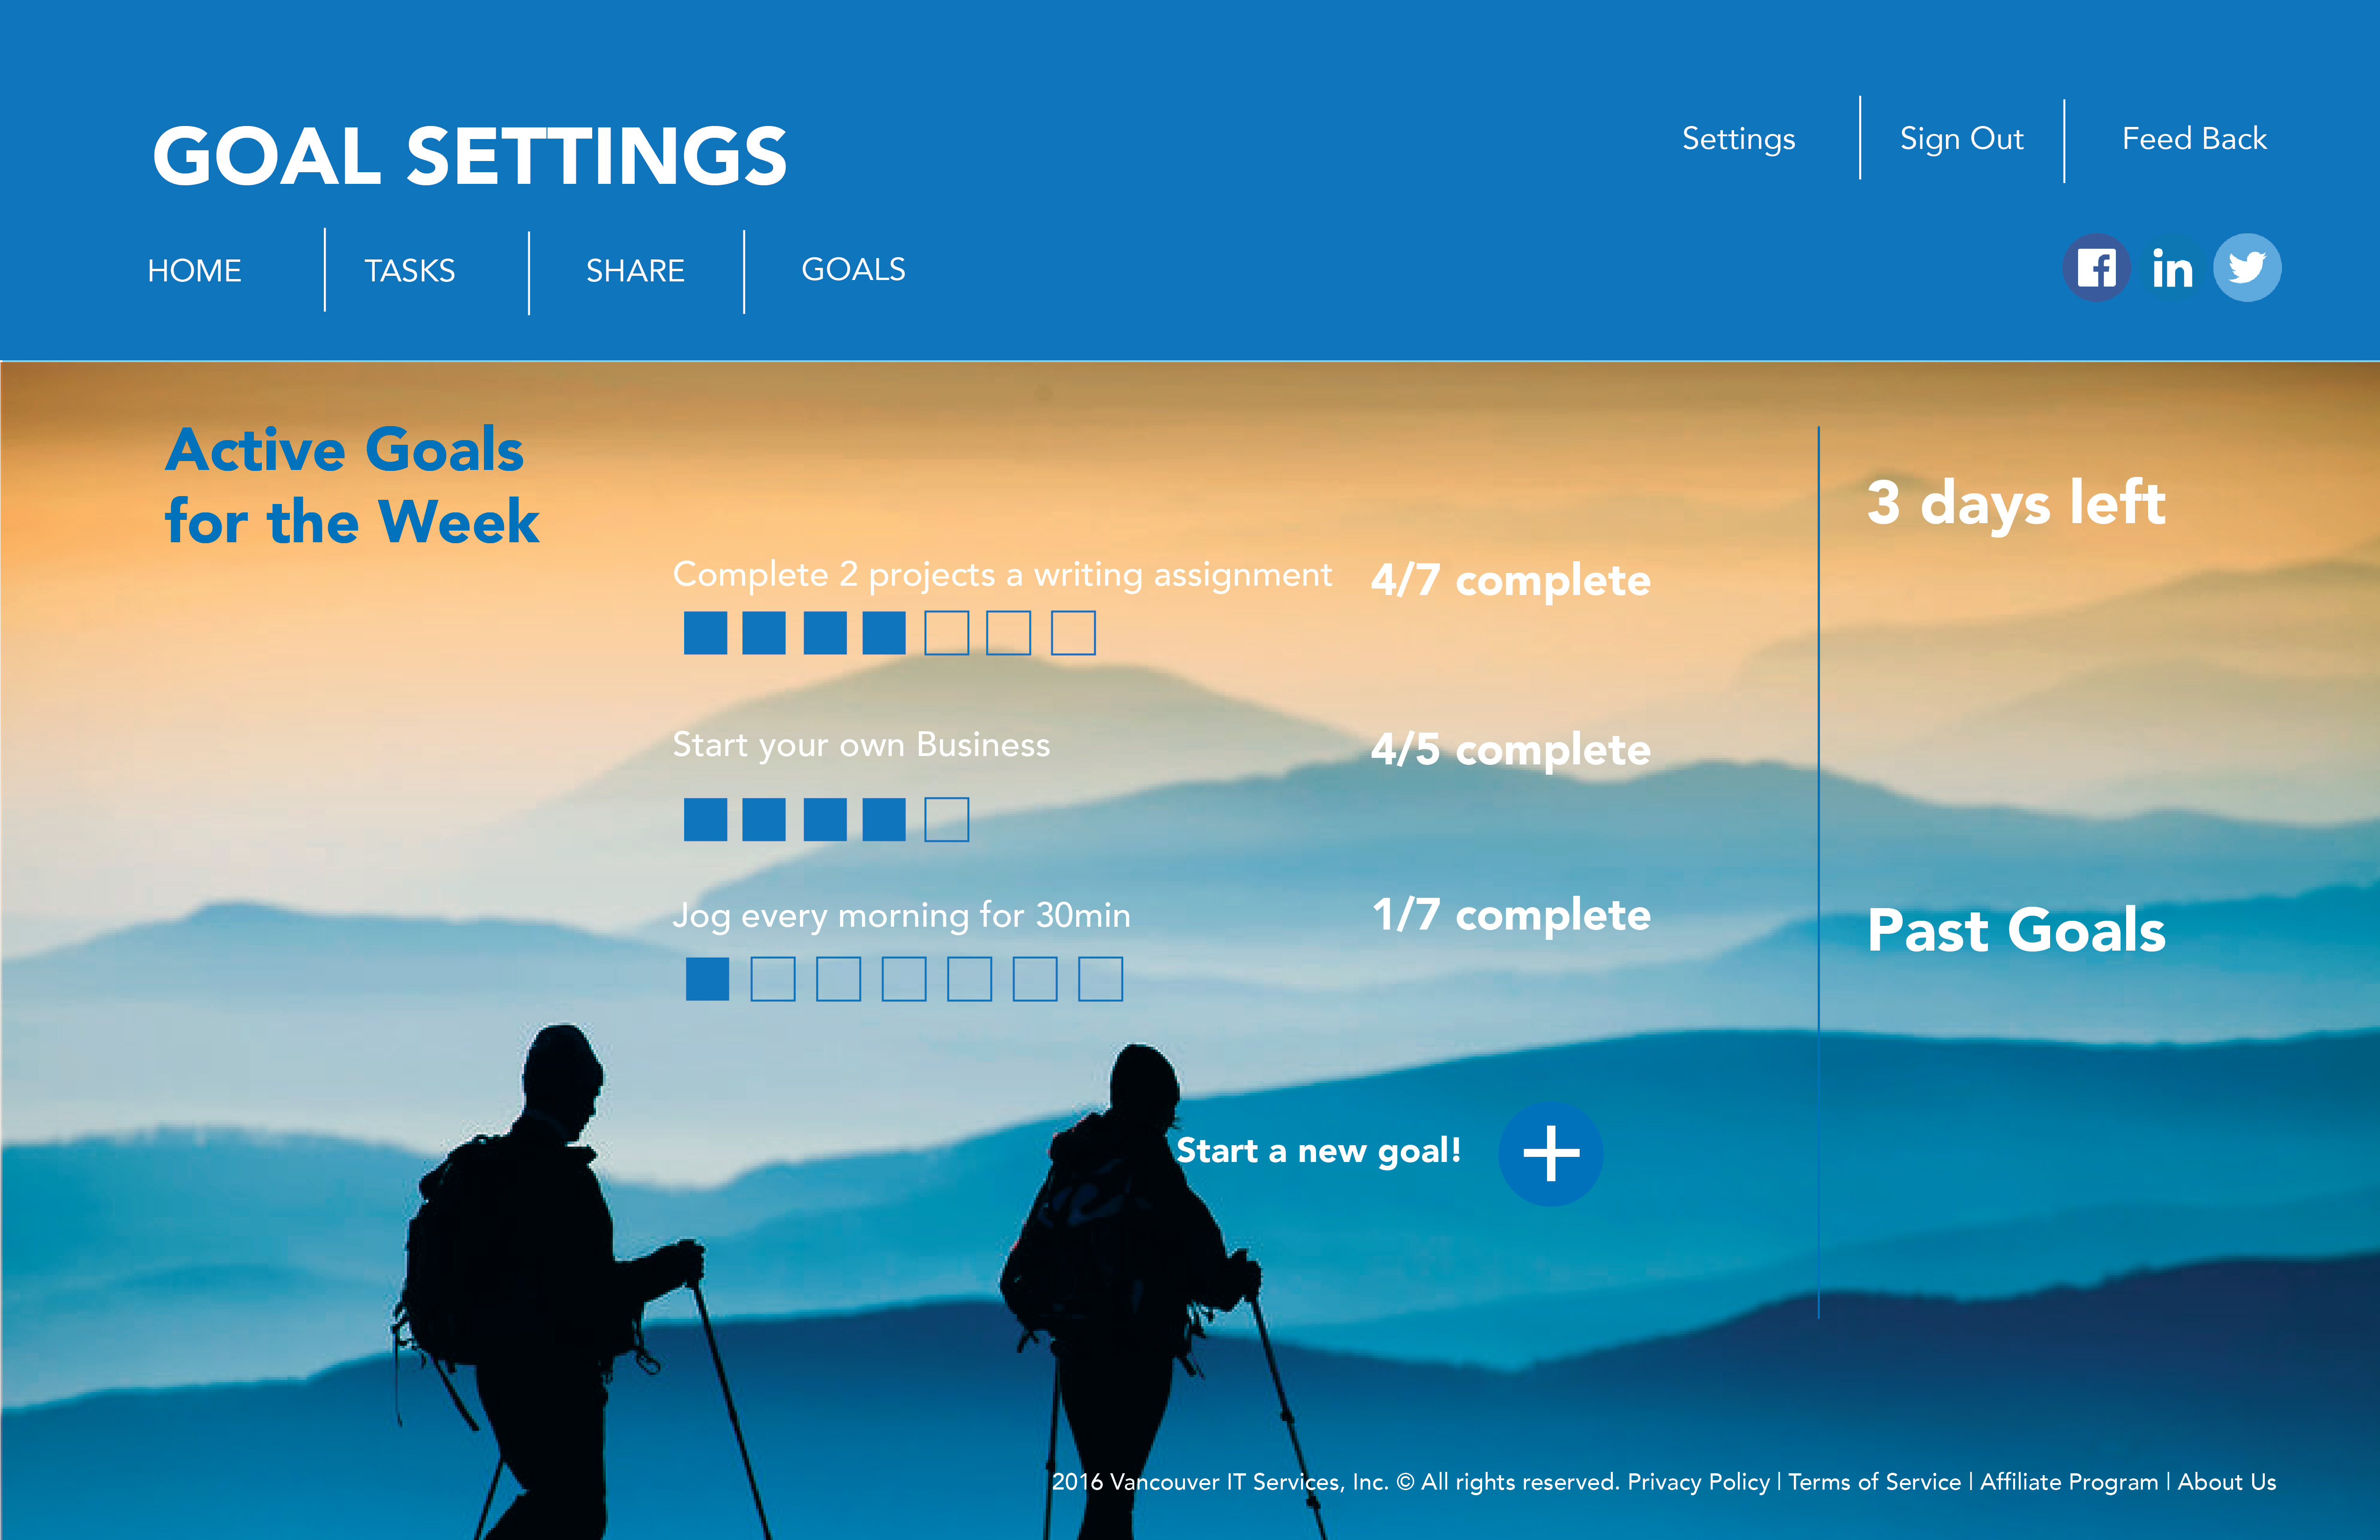 GOAL SETTINGS
Settings
Sign Out
Feed Back
HOME
TASKS
SHARE
GOALS
in
Active Goals
for the Week
3 days left
Complete 2 projects a writing assignment
4/7 complete
Start your own Business
4/5 complete
Jog every morning for 30min
1/7 complete
Past Goals
Start a new goal!
2016 Vancouver IT Services, Inc. © All rights reserved. Privacy Policy | Terms of Service | Affiliate Program | About Us